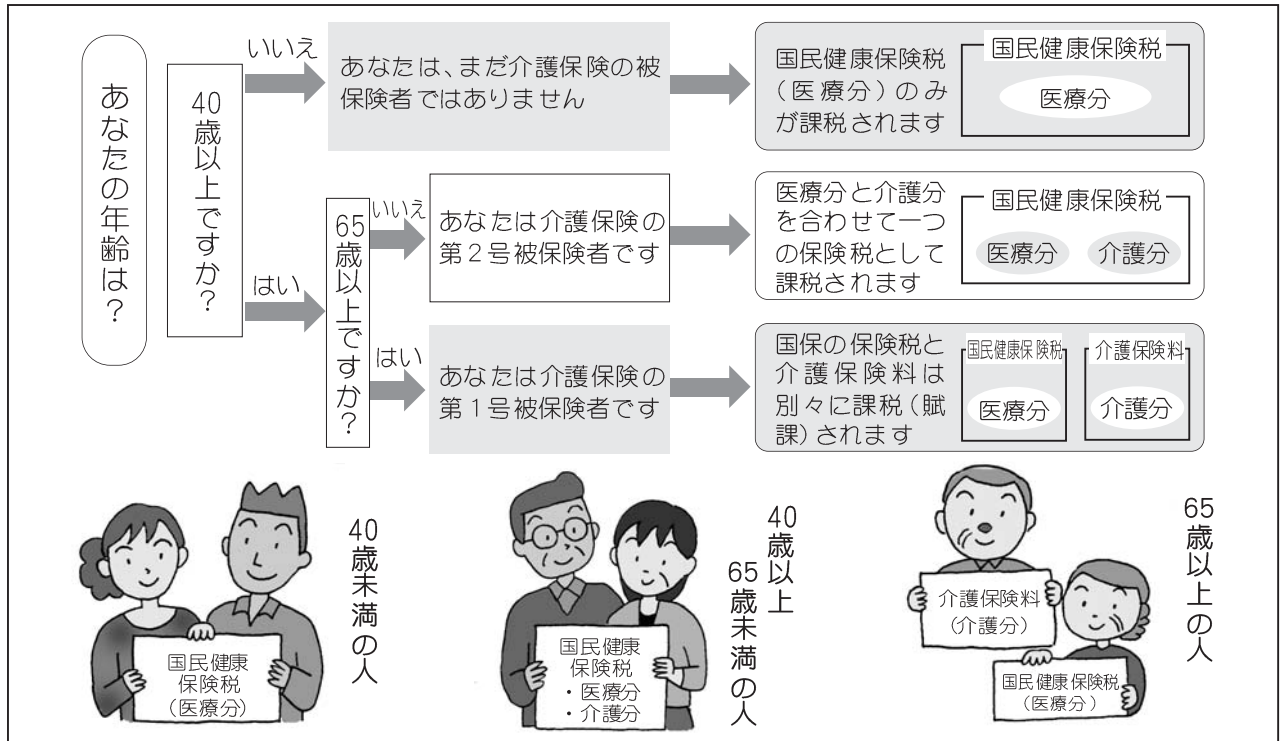 あなたの年齢は？
40歳以上ですか？
いいえ
あなたは、まだ介護保険の被
保険者ではありません
国民健康保険税
（医療分）のみ
が課税されます
国民健康保険税
医療分
はい
65歳以上ですか？
いいえ
あなたは介護保険の
第２号被保険者です
医療分と介護分
を合わせて一つ
の保険税として
課税されます
国民健康保険税
医療分
介護分
はい
あなたは介護保険の
第１号被保険者です
国保の保険税と
介護保険料は
別々に課税（賦
課）されます
国民健康保険税
医療分
介護保険料
介護分
国民健康
保険税
（医療分）
40歳未満の人
国民健康
保険税
・医療分
・介護分
40歳以上
65歳未満の人
介護保険料
（介護分）
国民健康保険税
（医療分）
65歳以上の人